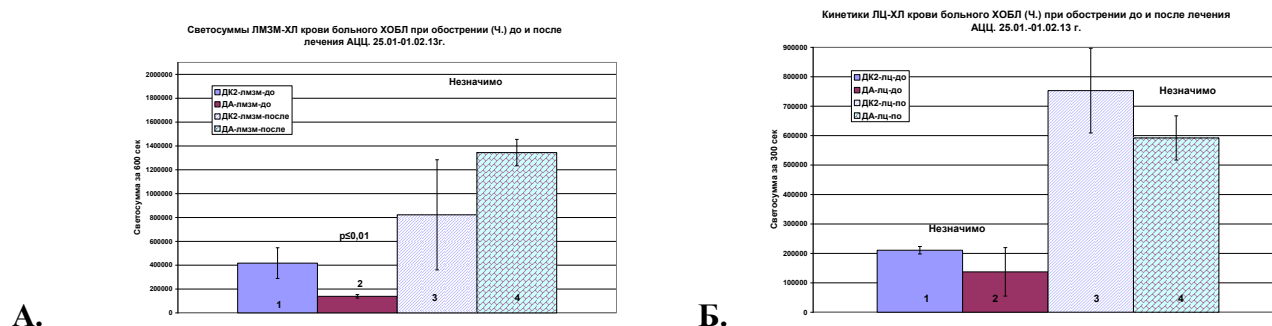 Светосуммы ЛМЗМ-ХЛ крови больного ХОБЛ при обострении (Ч.) до и после
лечения АЦЦ. 25.01-01.02.13г.
Светосумма за 600 сек
2000000
1800000
1600000
1400000
1200000
1000000
800000
600000
400000
200000
0
ДК2-лмзм-до
ДА-лмзм-до
ДК2-лмзм-после
ДА-лмзм-после
Незначимо
p≤0,01
1
2
3
4
А.
Кинетики ЛЦ-ХЛ крови больного ХОБЛ (Ч.) при обострении до и после лечения
АЦЦ. 25.01.-01.02.13 г.
Светосумма за 300 сек
900000
800000
700000
600000
500000
400000
300000
200000
100000
0
ДК2-лц-до
ДА-лц-до
ДК2-лц-по
ДА-лц-по
Незначимо
Незначимо
1
2
3
4
Б.